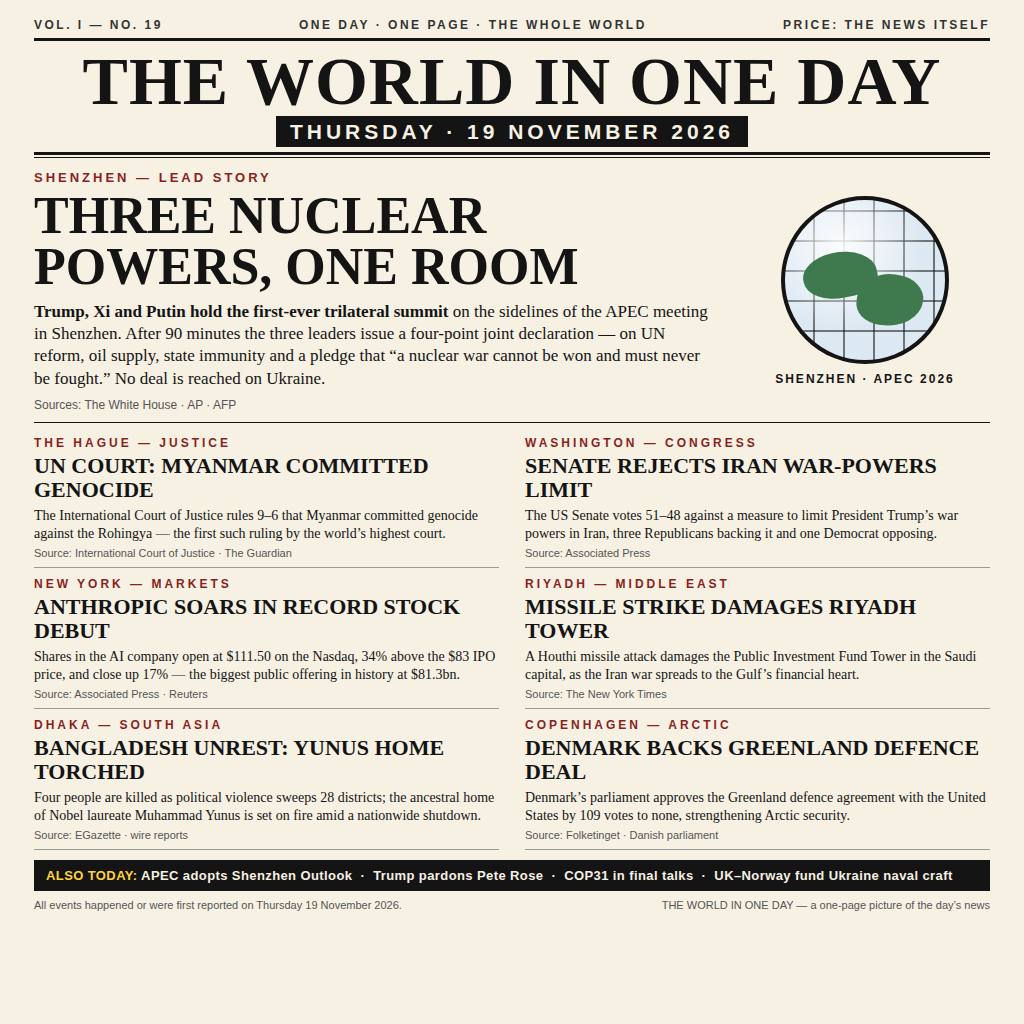 VOL. I — NO. 19
ONE DAY · ONE PAGE · THE WHOLE WORLD
PRICE: THE NEWS ITSELF
THE WORLD IN ONE DAY
THURSDAY · 19 NOVEMBER 2026
SHENZHEN — LEAD STORY
THREE NUCLEAR
POWERS, ONE ROOM
Trump, Xi and Putin hold the first-ever trilateral summit on the sidelines of the APEC meeting
in Shenzhen. After 90 minutes the three leaders issue a four-point joint declaration — on UN
reform, oil supply, state immunity and a pledge that “a nuclear war cannot be won and must never
be fought.” No deal is reached on Ukraine.
Sources: The White House · AP · AFP
SHENZHEN · APEC 2026
THE HAGUE — JUSTICE
UN COURT: MYANMAR COMMITTED
GENOCIDE
The International Court of Justice rules 9–6 that Myanmar committed genocide
against the Rohingya — the first such ruling by the world’s highest court.
Source: International Court of Justice · The Guardian
WASHINGTON — CONGRESS
SENATE REJECTS IRAN WAR-POWERS
LIMIT
The US Senate votes 51–48 against a measure to limit President Trump’s war
powers in Iran, three Republicans backing it and one Democrat opposing.
Source: Associated Press
NEW YORK — MARKETS
ANTHROPIC SOARS IN RECORD STOCK
DEBUT
Shares in the AI company open at $111.50 on the Nasdaq, 34% above the $83 IPO
price, and close up 17% — the biggest public offering in history at $81.3bn.
Source: Associated Press · Reuters
RIYADH — MIDDLE EAST
MISSILE STRIKE DAMAGES RIYADH
TOWER
A Houthi missile attack damages the Public Investment Fund Tower in the Saudi
capital, as the Iran war spreads to the Gulf’s financial heart.
Source: The New York Times
DHAKA — SOUTH ASIA
BANGLADESH UNREST: YUNUS HOME
TORCHED
Four people are killed as political violence sweeps 28 districts; the ancestral home
of Nobel laureate Muhammad Yunus is set on fire amid a nationwide shutdown.
Source: EGazette · wire reports
COPENHAGEN — ARCTIC
DENMARK BACKS GREENLAND DEFENCE
DEAL
Denmark’s parliament approves the Greenland defence agreement with the United
States by 109 votes to none, strengthening Arctic security.
Source: Folketinget · Danish parliament
ALSO TODAY: APEC adopts Shenzhen Outlook · Trump pardons Pete Rose · COP31 in final talks · UK–Norway fund Ukraine naval craft
All events happened or were first reported on Thursday 19 November 2026.
THE WORLD IN ONE DAY — a one-page picture of the day’s news